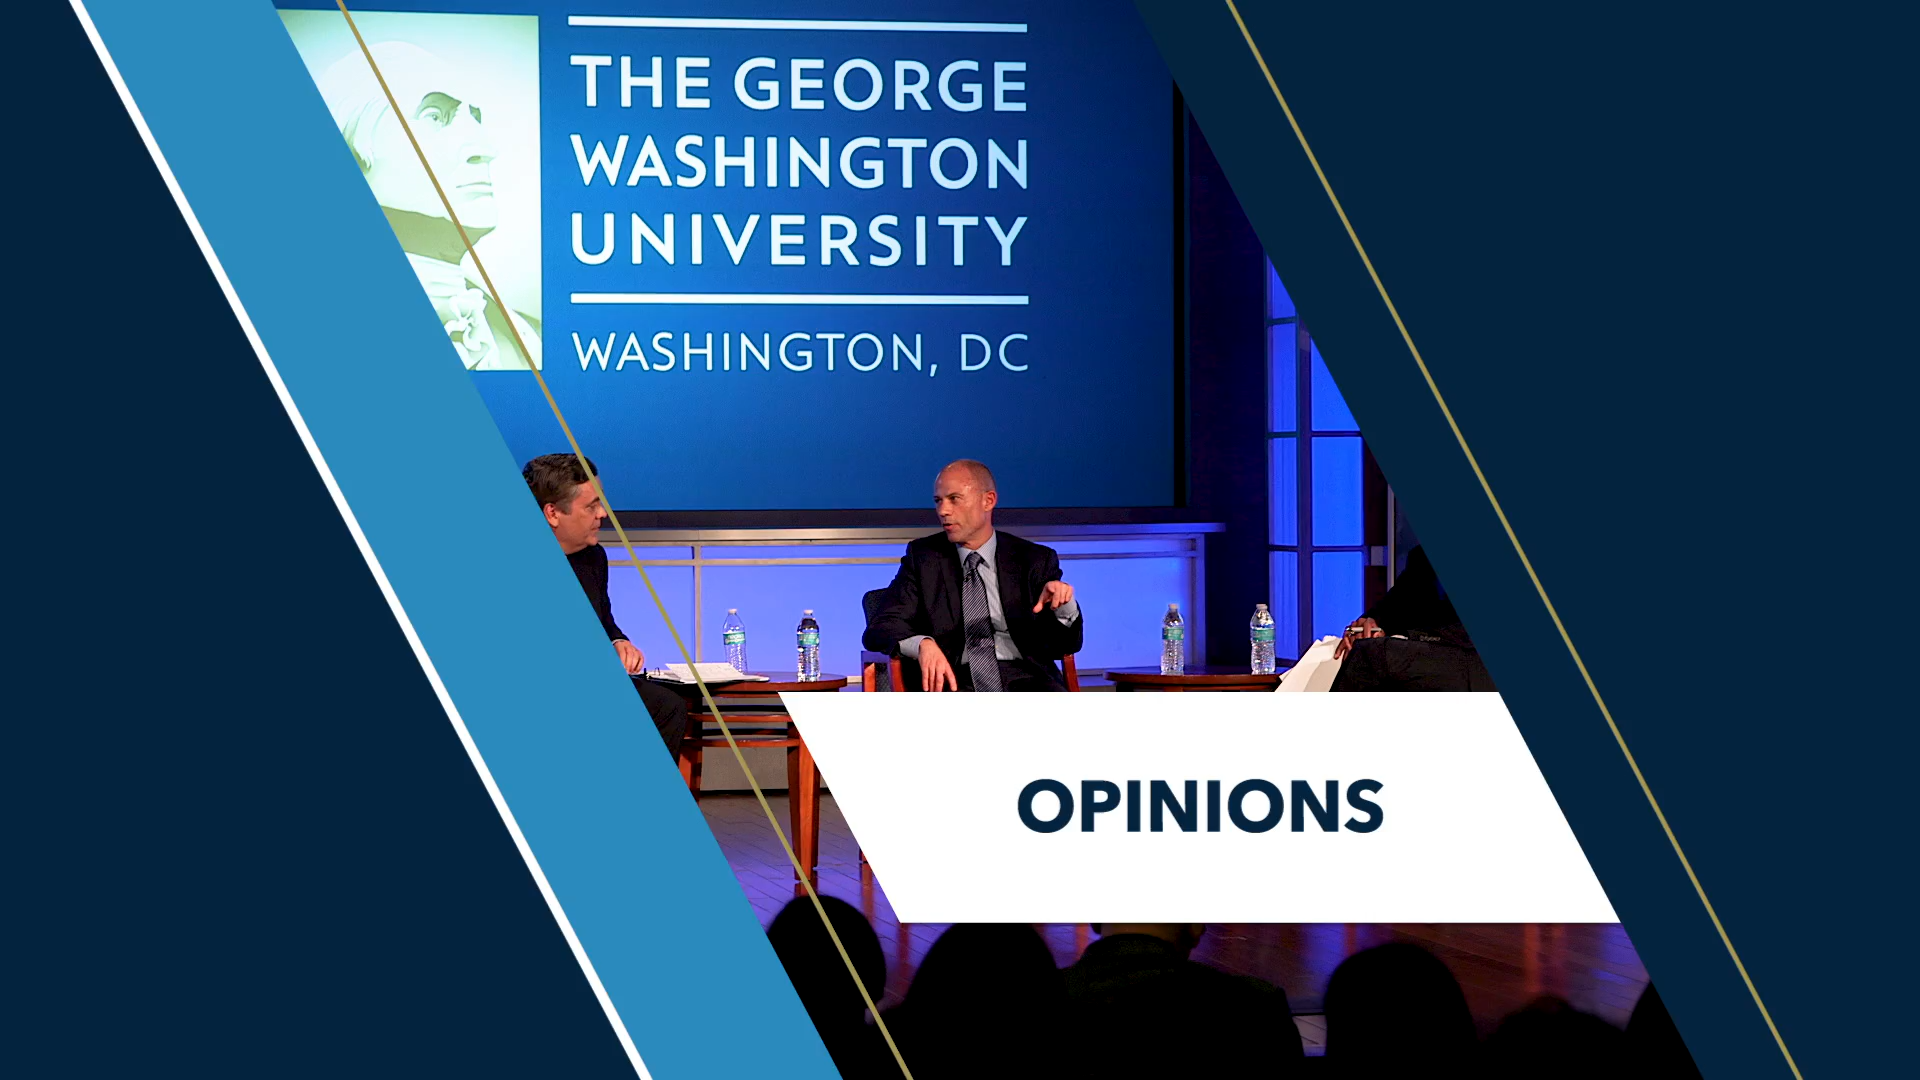 THE GEORGE
WASHINGTON
UNIVERSITY
WASHINGTON, DC
OPINIONS